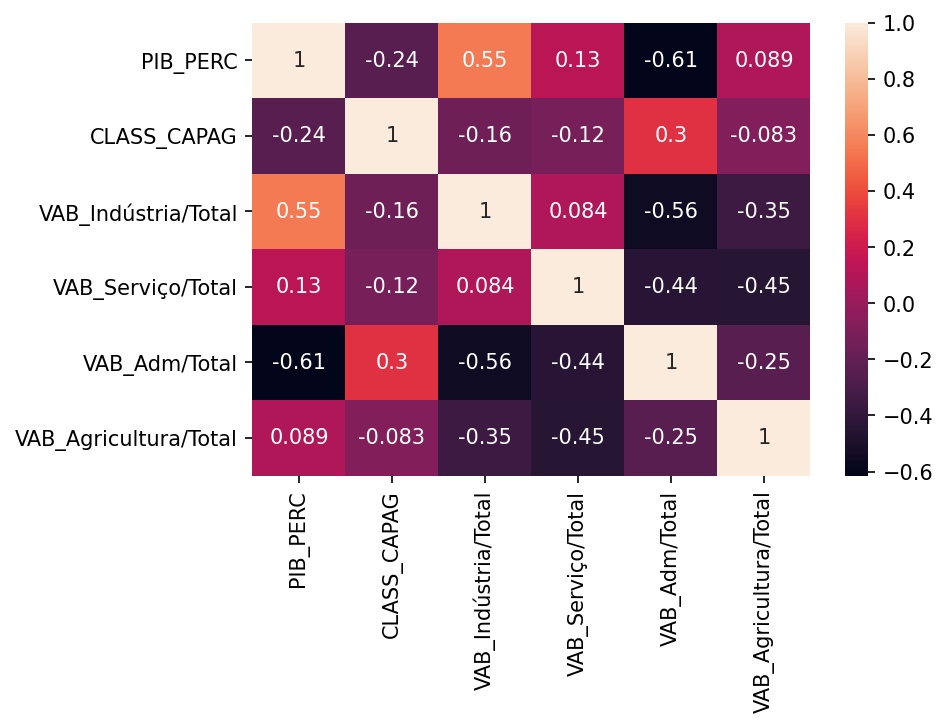 PIB_PERC 1 -0.24 0.55 0.13 -0.61 0.089
CLASS_CAPAG -0.24 1 -0.16 -0.12 0.3 -0.083
VAB_Indústria/Total 0.55 -0.16 1 0.084 -0.56 -0.35
VAB_Serviço/Total 0.13 -0.12 0.084 1 -0.44 -0.45
VAB_Adm/Total -0.61 0.3 -0.56 -0.44 1 -0.25
VAB_Agricultura/Total 0.089 -0.083 -0.35 -0.45 -0.25 1
PIB_PERC
CLASS_CAPAG
VAB_Indústria/Total
VAB_Serviço/Total
VAB_Adm/Total
VAB_Agricultura/Total
1.0
0.8
0.6
0.4
0.2
0.0
−0.2
−0.4
−0.6